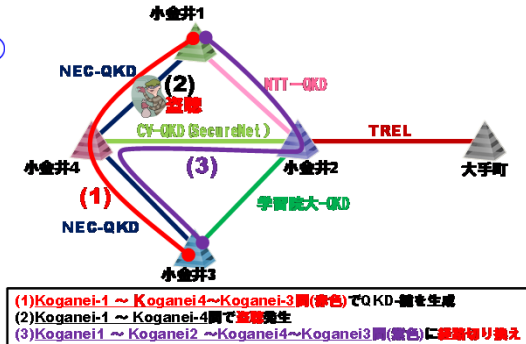 小金井1
NEC-QKD
(2)
盗聴
NTT-QKD
CV-QKD(SecureNet)
TREL
小金井4
(3)
小金井2
大手町
(1)
学習院大-QKD
NEC-QKD
小金井3
(1)Koganei-1 ～ Koganei4～Koganei-3間(赤色)でQKD-鍵を生成
(2)Koganei-1 ～ Koganei-4間で盗聴発生
(3)Koganei1 ～ Koganei2 ～Koganei4～Koganei3間(紫色)に経路切り換え